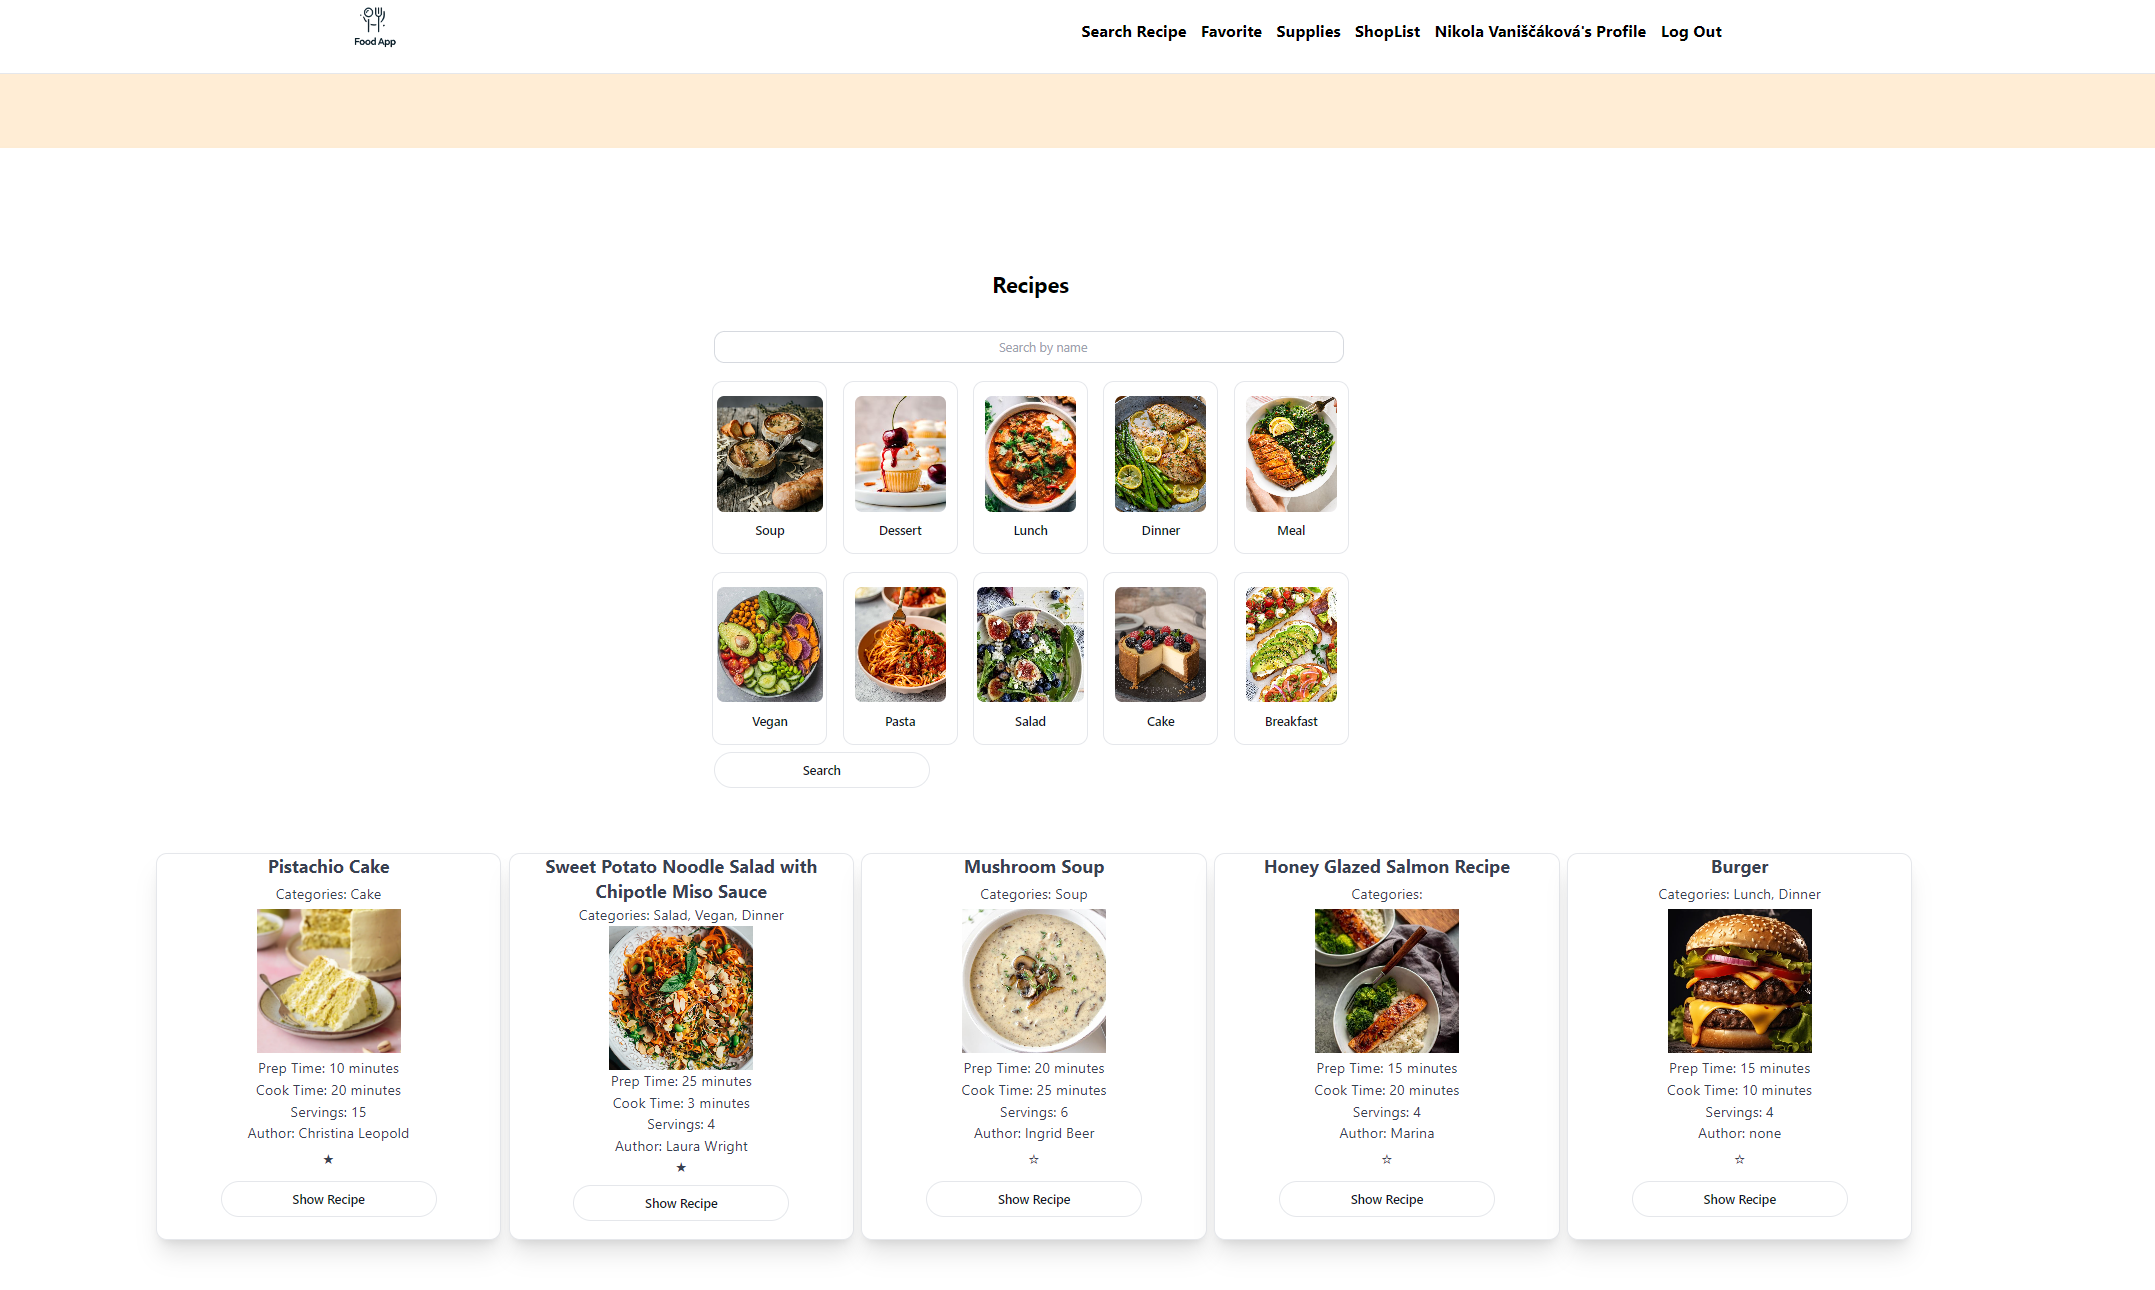 Food App
Search Recipe Favorite Supplies ShopList Nikola Vaniščáková's Profile Log Out
Recipes
Search by name
Soup Dessert Lunch Dinner Meal
Vegan Pasta Salad Cake Breakfast
Search
Pistachio Cake
Categories: Cake
Prep Time: 10 minutes
Cook Time: 20 minutes
Servings: 15
Author: Christina Leopold
★
Show Recipe
Sweet Potato Noodle Salad with
Chipotle Miso Sauce
Categories: Salad, Vegan, Dinner
Prep Time: 25 minutes
Cook Time: 3 minutes
Servings: 4
Author: Laura Wright
★
Show Recipe
Mushroom Soup
Categories: Soup
Prep Time: 20 minutes
Cook Time: 25 minutes
Servings: 6
Author: Ingrid Beer
☆
Show Recipe
Honey Glazed Salmon Recipe
Categories:
Prep Time: 15 minutes
Cook Time: 20 minutes
Servings: 4
Author: Marina
☆
Show Recipe
Burger
Categories: Lunch, Dinner
Prep Time: 15 minutes
Cook Time: 10 minutes
Servings: 4
Author: none
☆
Show Recipe